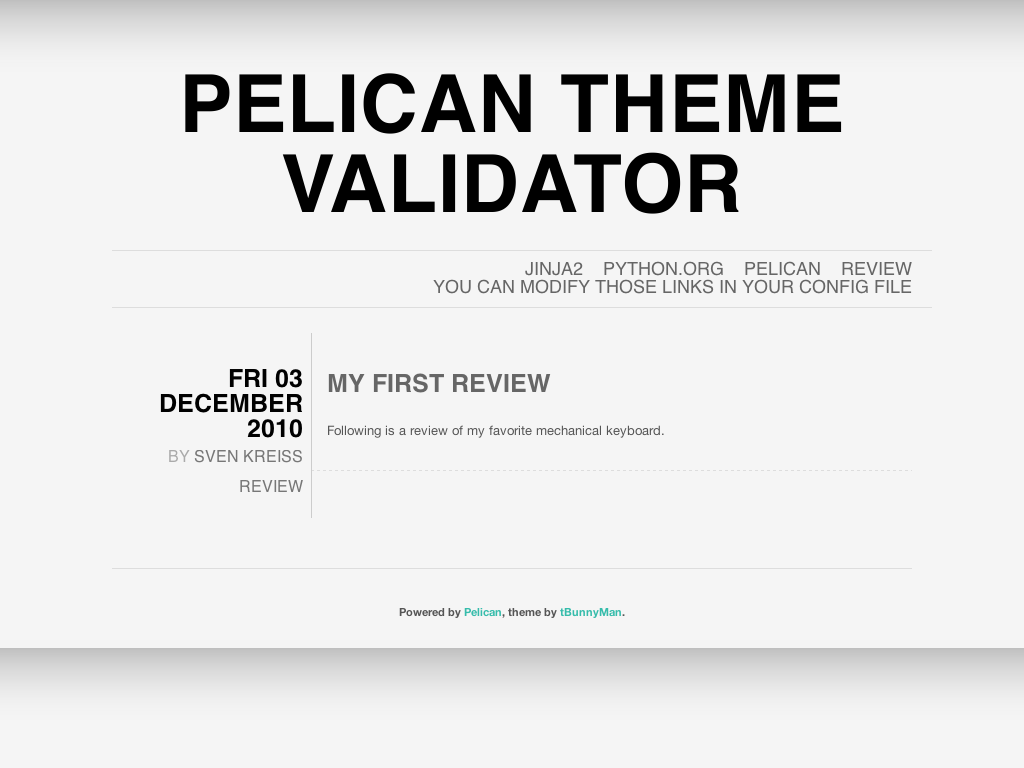 PELICAN THEME
VALIDATOR
JINJA2 PYTHON.ORG PELICAN REVIEW
YOU CAN MODIFY THOSE LINKS IN YOUR CONFIG FILE
FRI 03
DECEMBER
2010
BY SVEN KREISS
REVIEW
MY FIRST REVIEW
Following is a review of my favorite mechanical keyboard.
Powered by Pelican, theme by tBunnyMan.